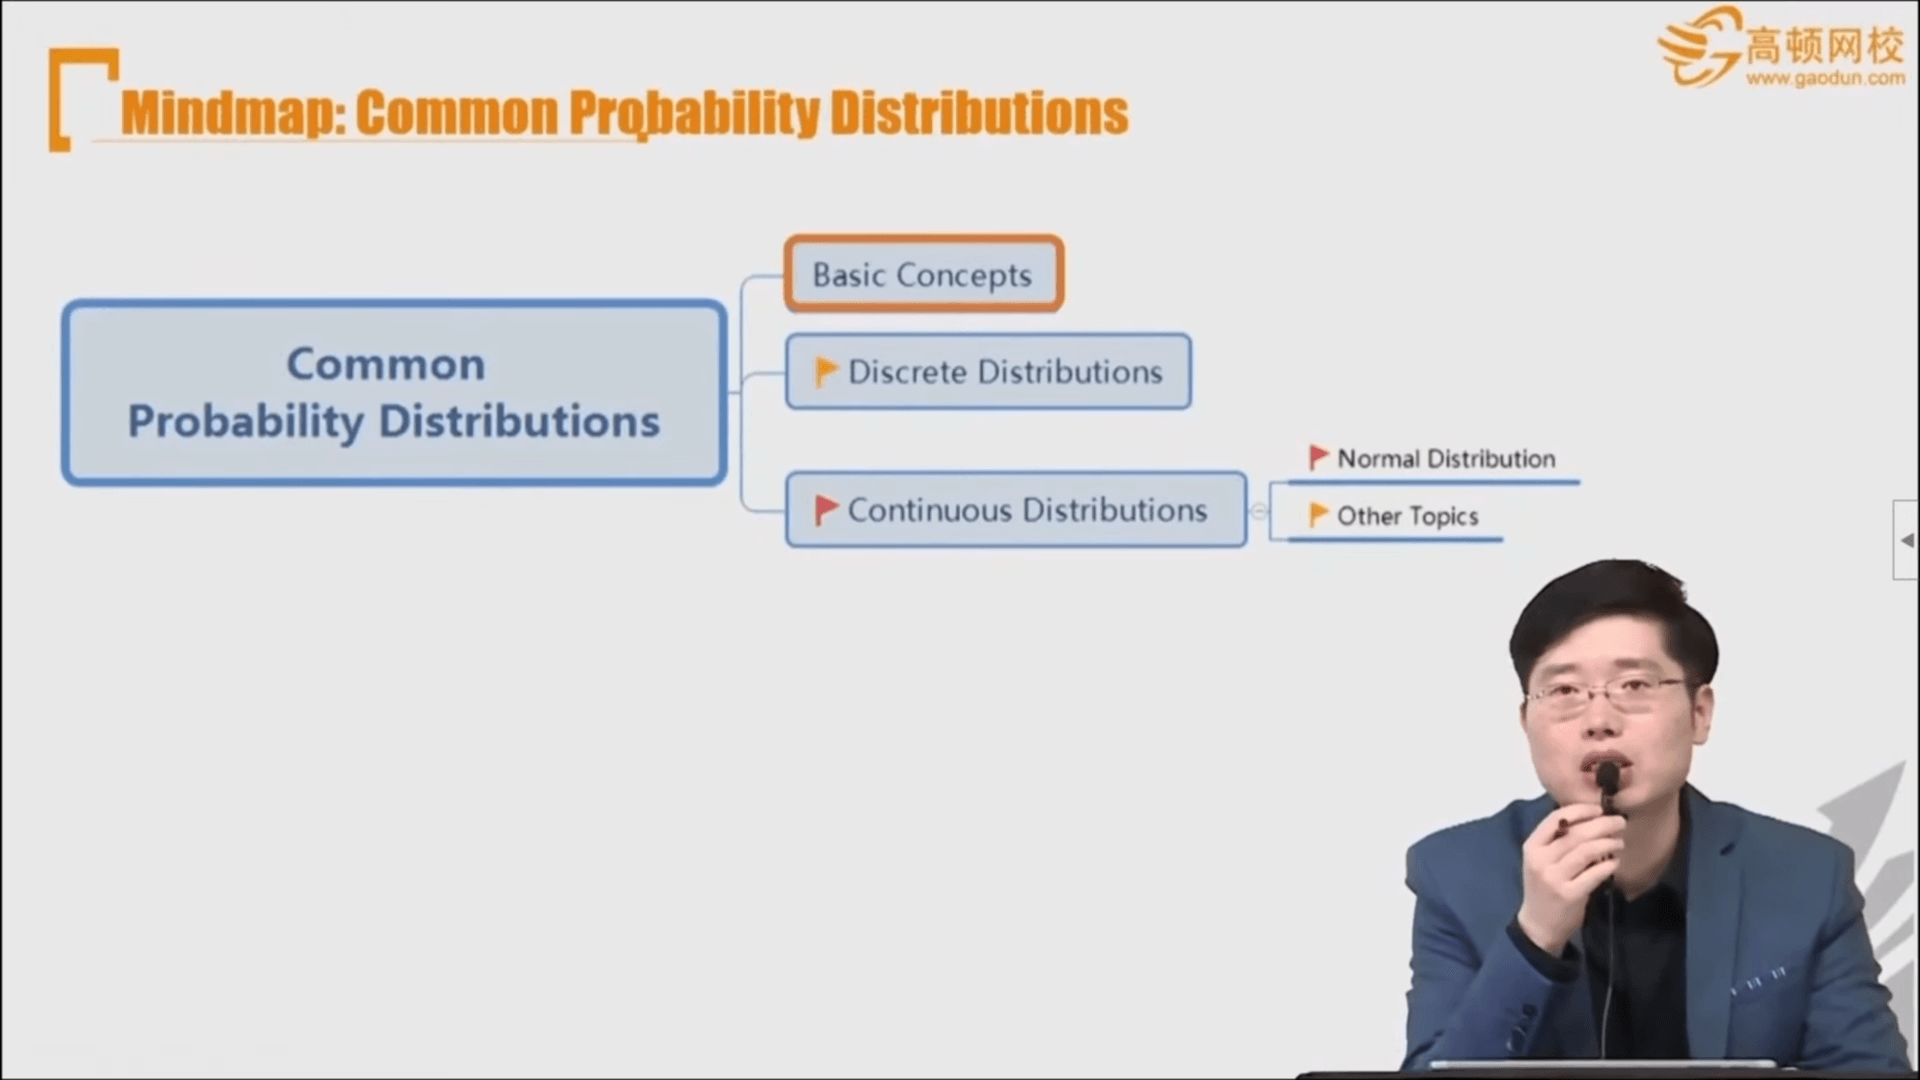 高顿网校
www.gaodun.com
Mindmap: Common Probability Distributions
Common
Probability Distributions
Basic Concepts
Discrete Distributions
Continuous Distributions
Normal Distribution
Other Topics